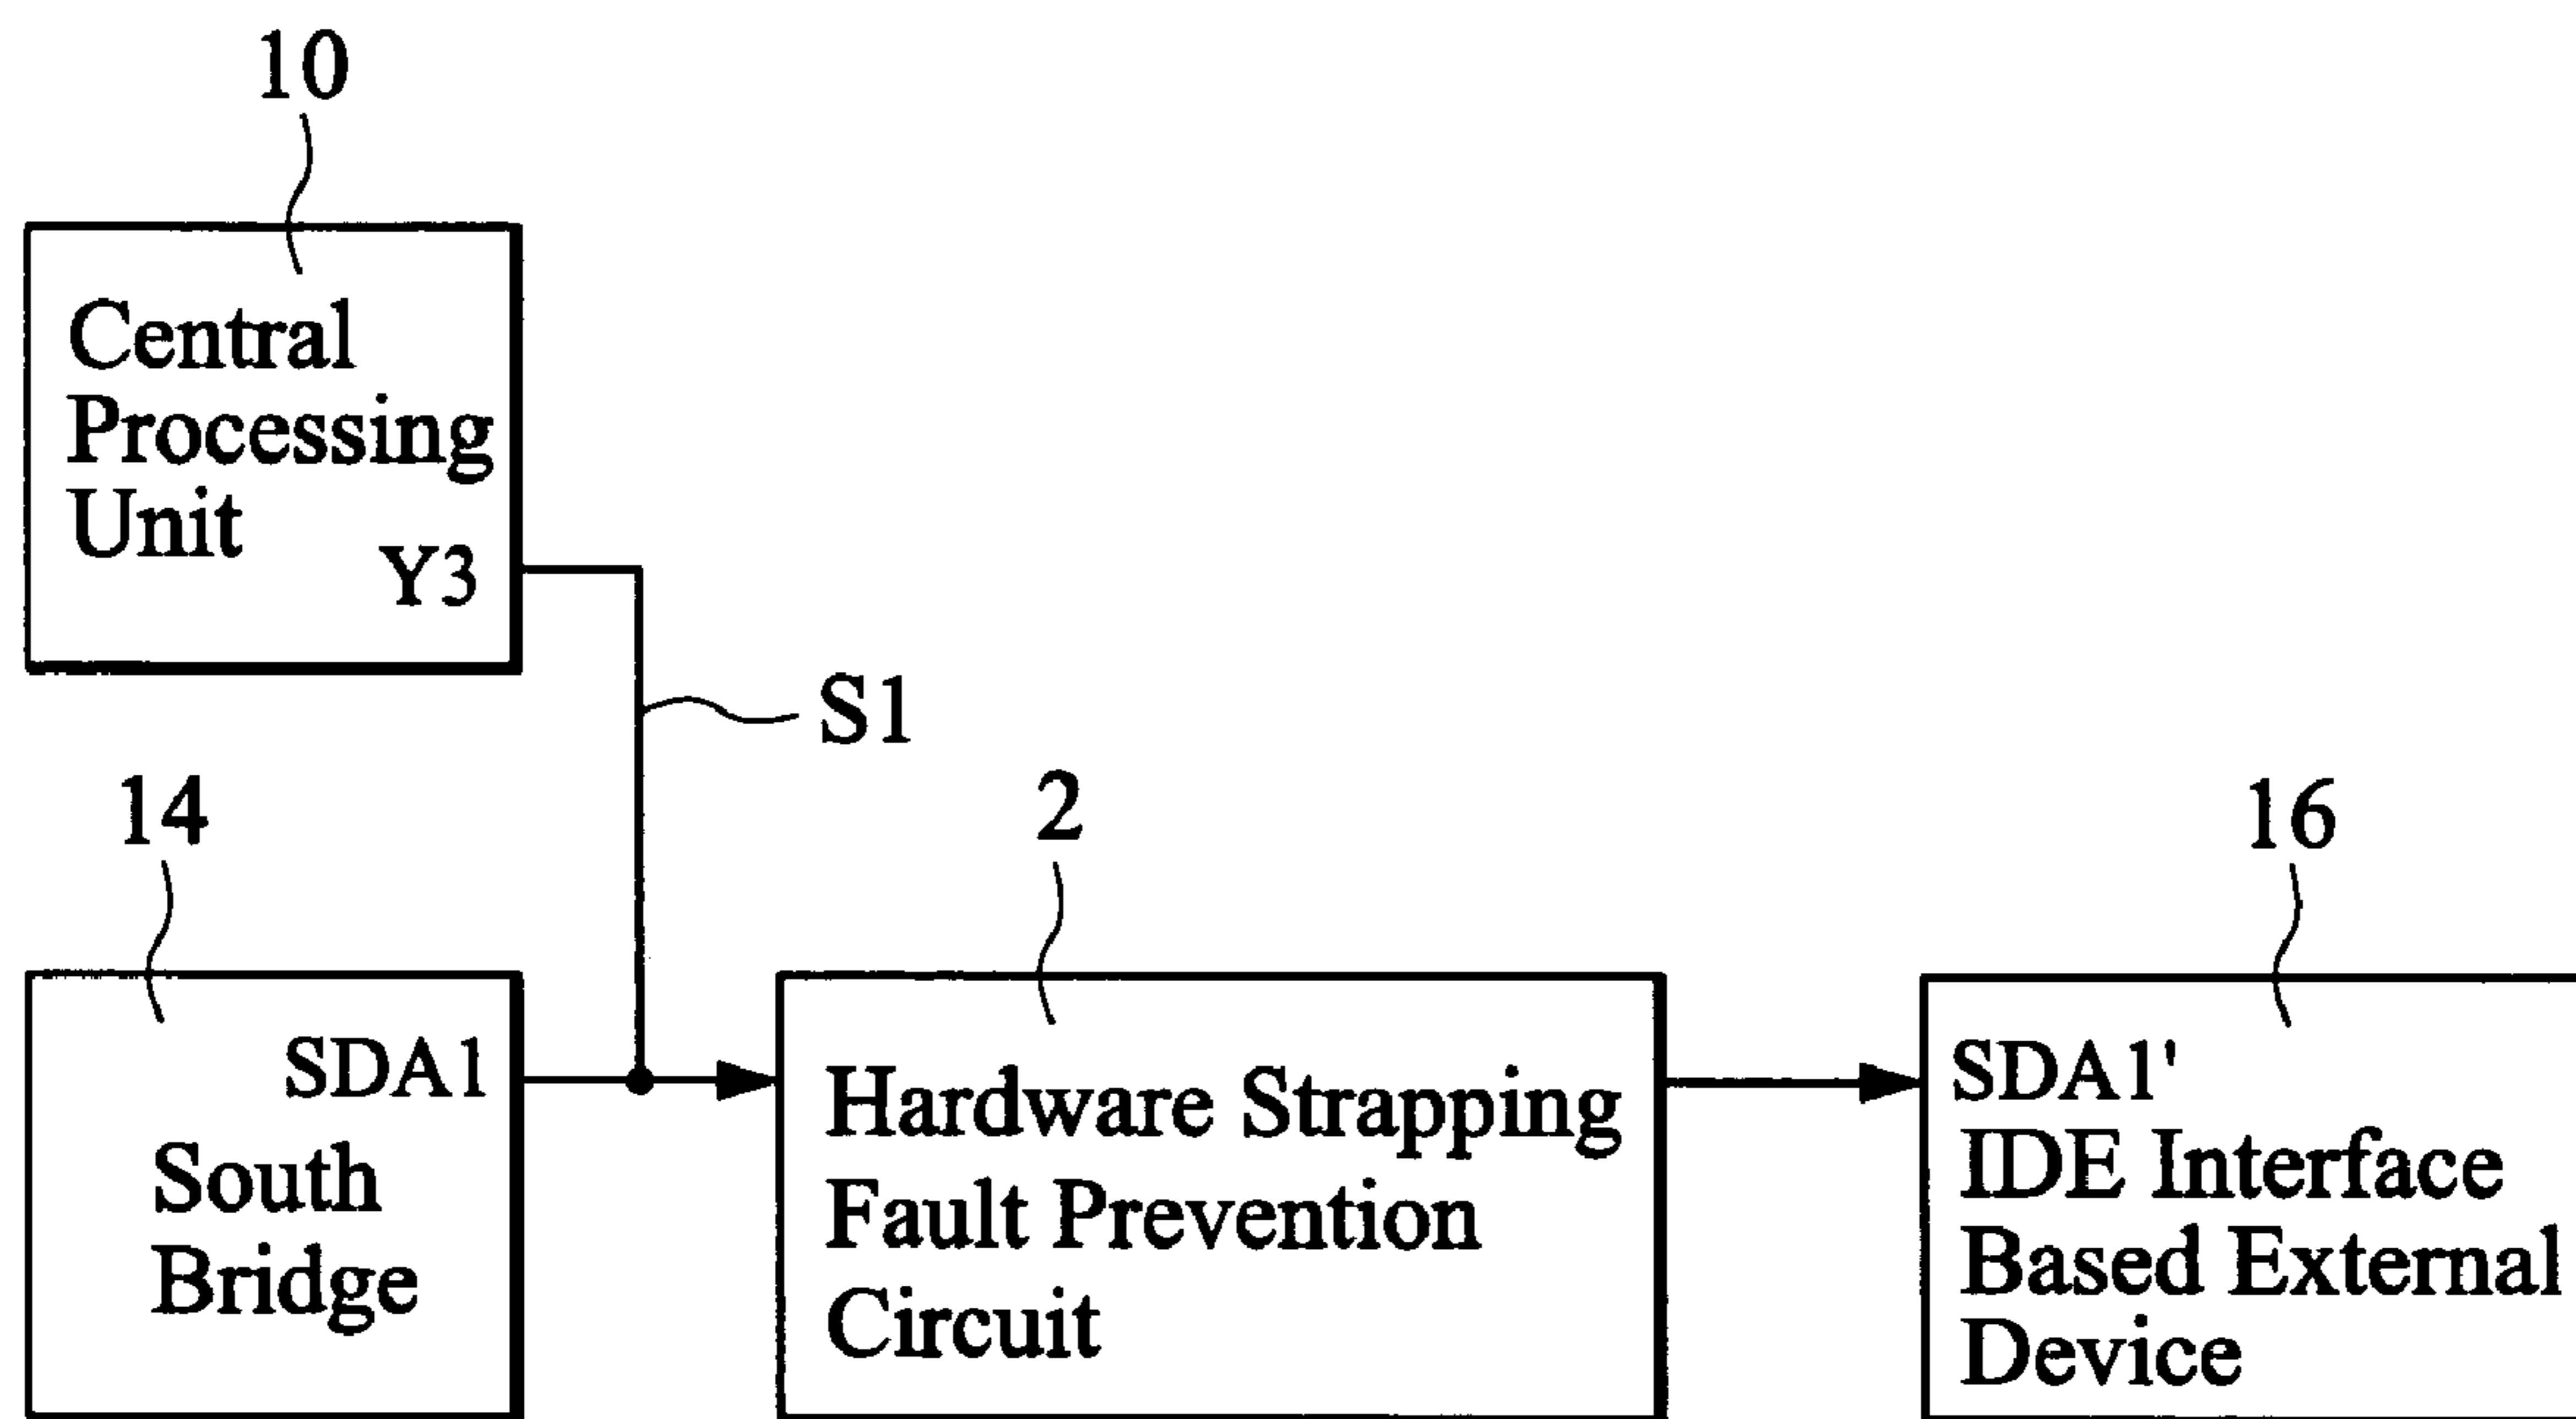 10
Central
Processing
Unit
Y3
S1
14
SDA1
South
Bridge
2
Hardware Strapping
Fault Prevention
Circuit
16
SDA1'
IDE Interface
Based External
Device